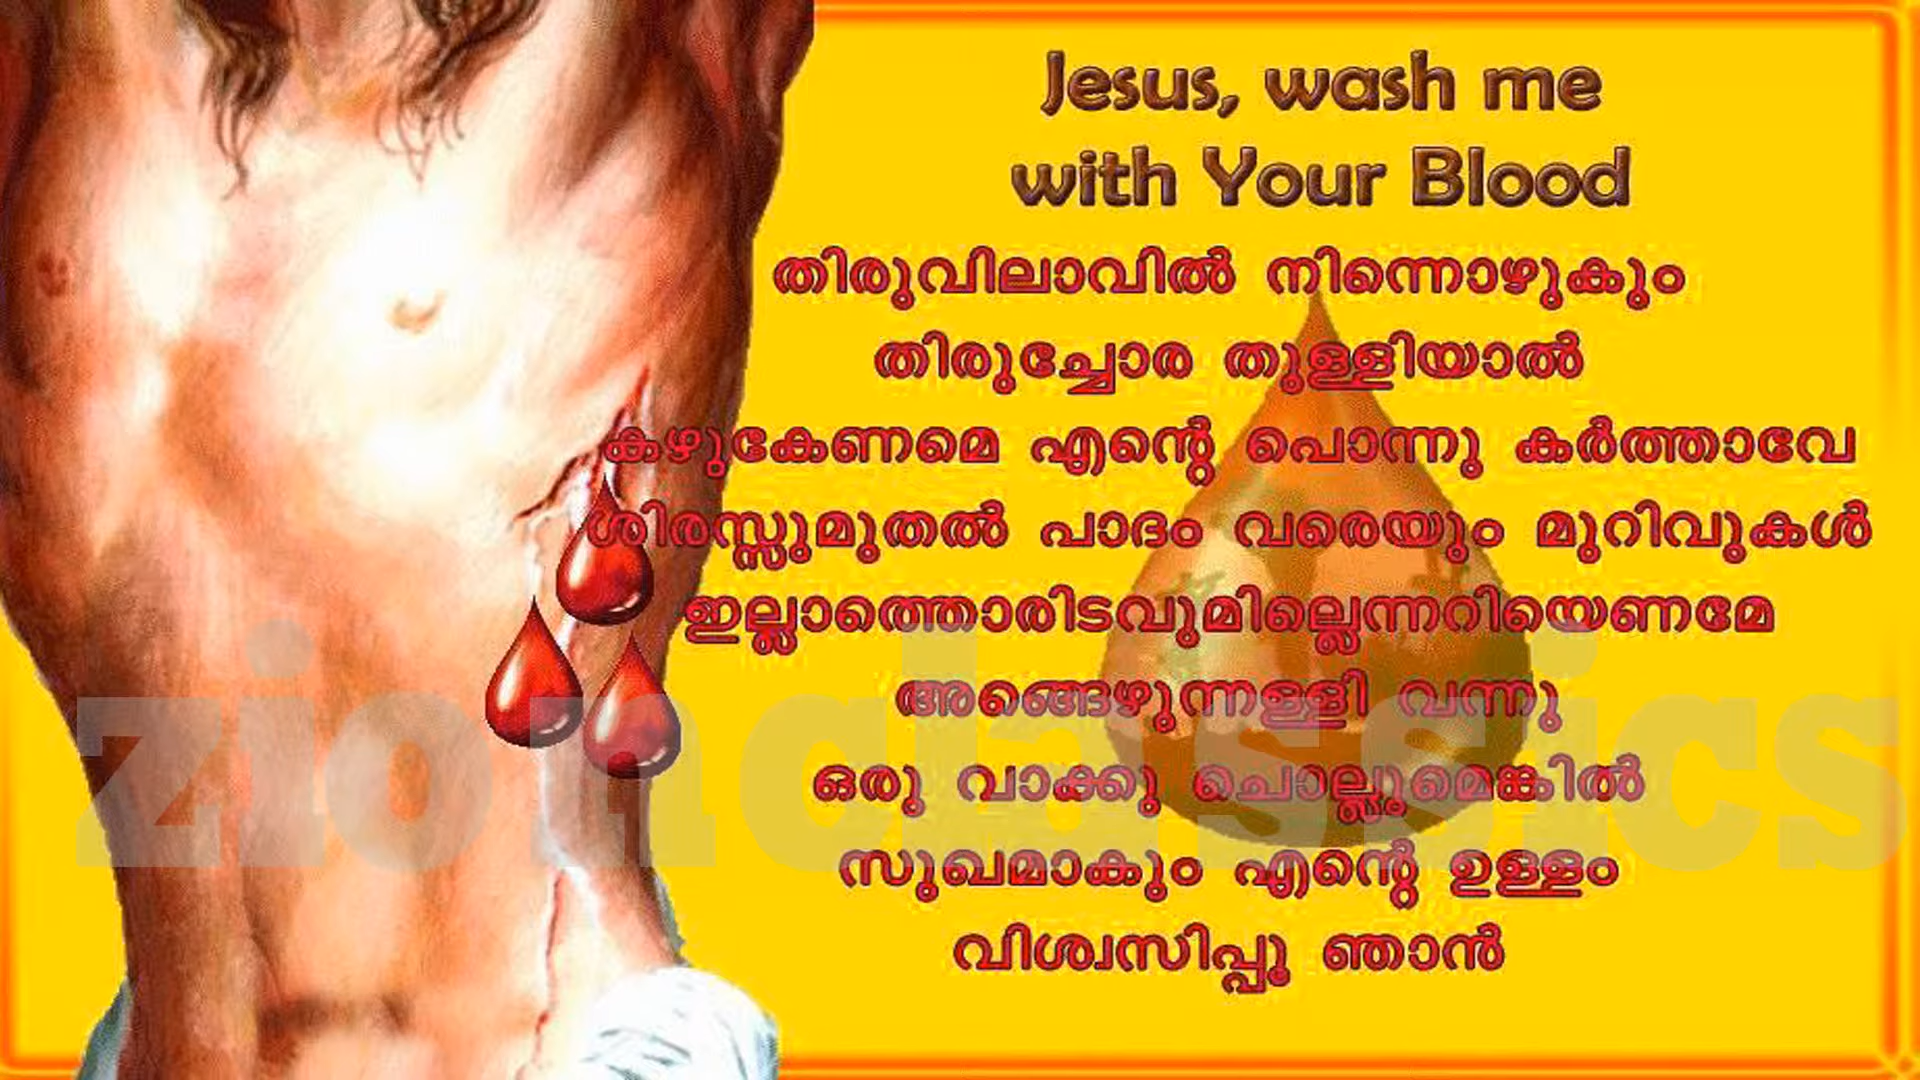 Jesus, wash me
with Your Blood
തിരുവിലാവിൽ നിന്നൊഴുകും
തിരുച്ചോര തുള്ളിയാൽ
കഴുകേണമെ എന്റെ പൊന്നു കർത്താവേ
ശിരസ്സുമുതൽ പാദം വരെയും മുറിവുകൾ
ഇല്ലാത്തൊരിടവുമില്ലെന്നറിയെണമേ
അങ്ങെഴുന്നള്ളി വന്നു
ഒരു വാക്കു ചൊല്ലുമെങ്കിൽ
സുഖമാകും എന്റെ ഉള്ളം
വിശ്വസിപ്പൂ ഞാൻ
zionclassics